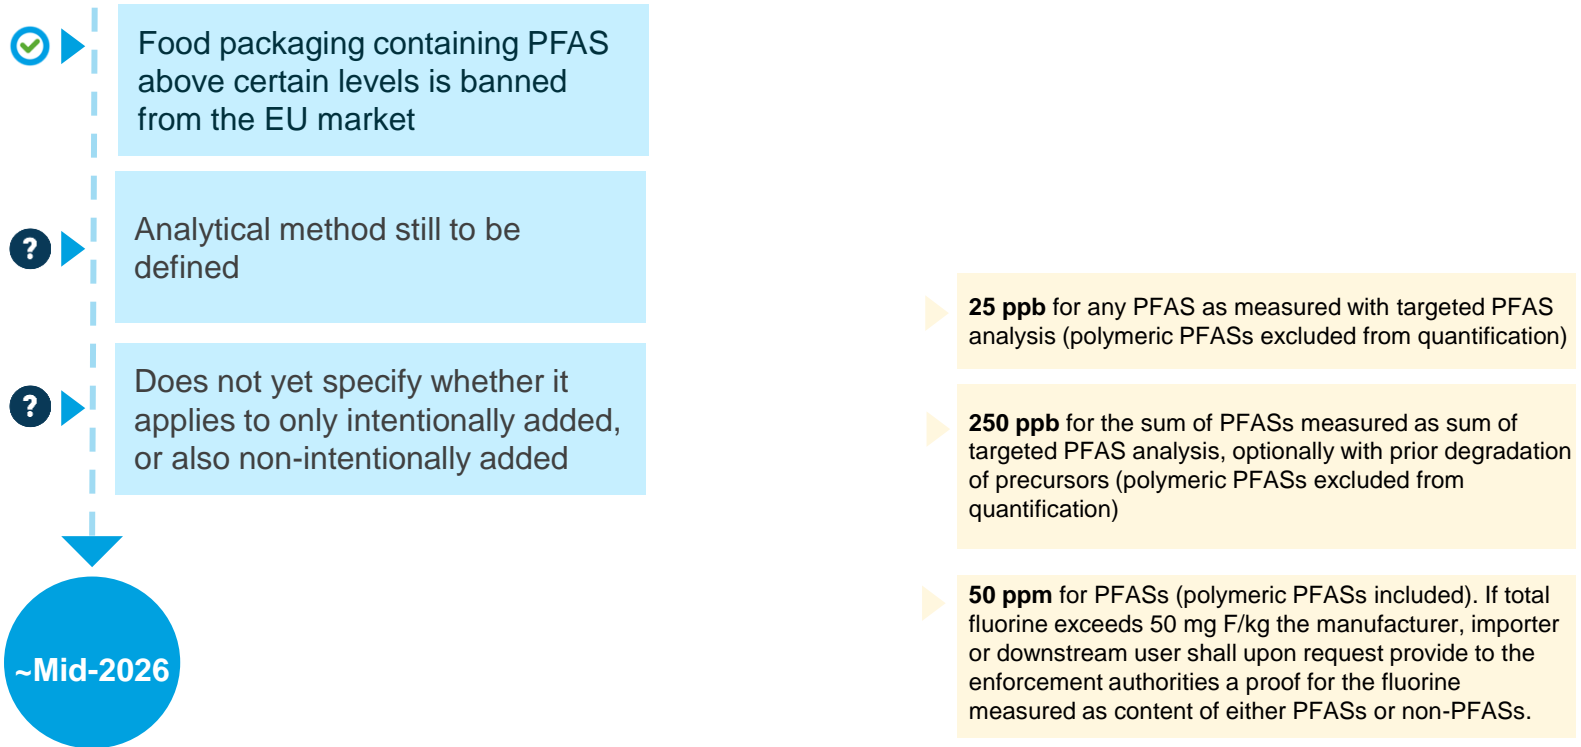 Food packaging containing PFAS
above certain levels is banned
from the EU market
?
Analytical method still to be
defined
?
Does not yet specify whether it
applies to only intentionally added,
or also non-intentionally added
~Mid-2026
25 ppb for any PFAS as measured with targeted PFAS
analysis (polymeric PFASs excluded from quantification)
250 ppb for the sum of PFASs measured as sum of
targeted PFAS analysis, optionally with prior degradation
of precursors (polymeric PFASs excluded from
quantification)
50 ppm for PFASs (polymeric PFASs included). If total
fluorine exceeds 50 mg F/kg the manufacturer, importer
or downstream user shall upon request provide to the
enforcement authorities a proof for the fluorine
measured as content of either PFASs or non-PFASs.